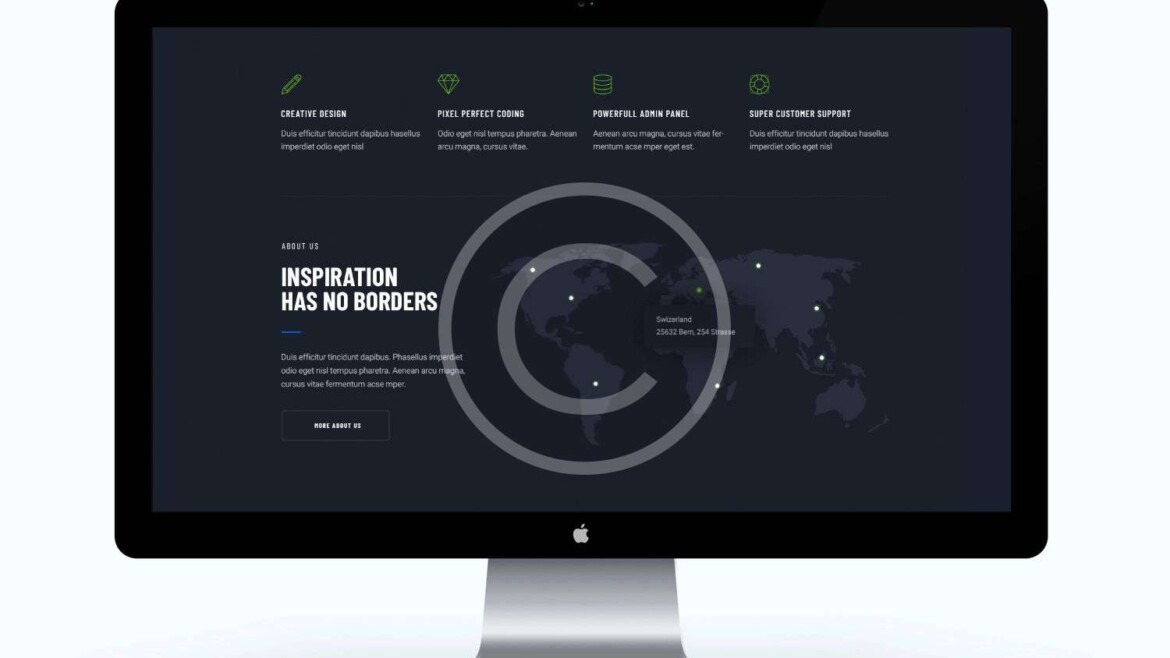 CREATIVE DESIGN
Duis efficitur tincidunt dapibus hasellus
imperdiet odio eget nisl
PIXEL PERFECT CODING
Odio eget nisl tempus pharetra. Aenean
arcu magna, cursus vitae.
POWERFULL ADMIN PANEL
Aenean arcu magna, cursus vitae fer-
mentum acse mper eget est.
SUPER CUSTOMER SUPPORT
Duis efficitur tincidunt dapibus hasellus
imperdiet odio eget nisl
ABOUT US
INSPIRATION
HAS NO BORDERS
Duis efficitur tincidunt dapibus. Phasellus imperdiet
odio eget nisl tempus pharetra. Aenean arcu magna,
cursus vitae fermentum acse mper.
MORE ABOUT US
Swizerland
25632 Bern, 254 Strasse
©